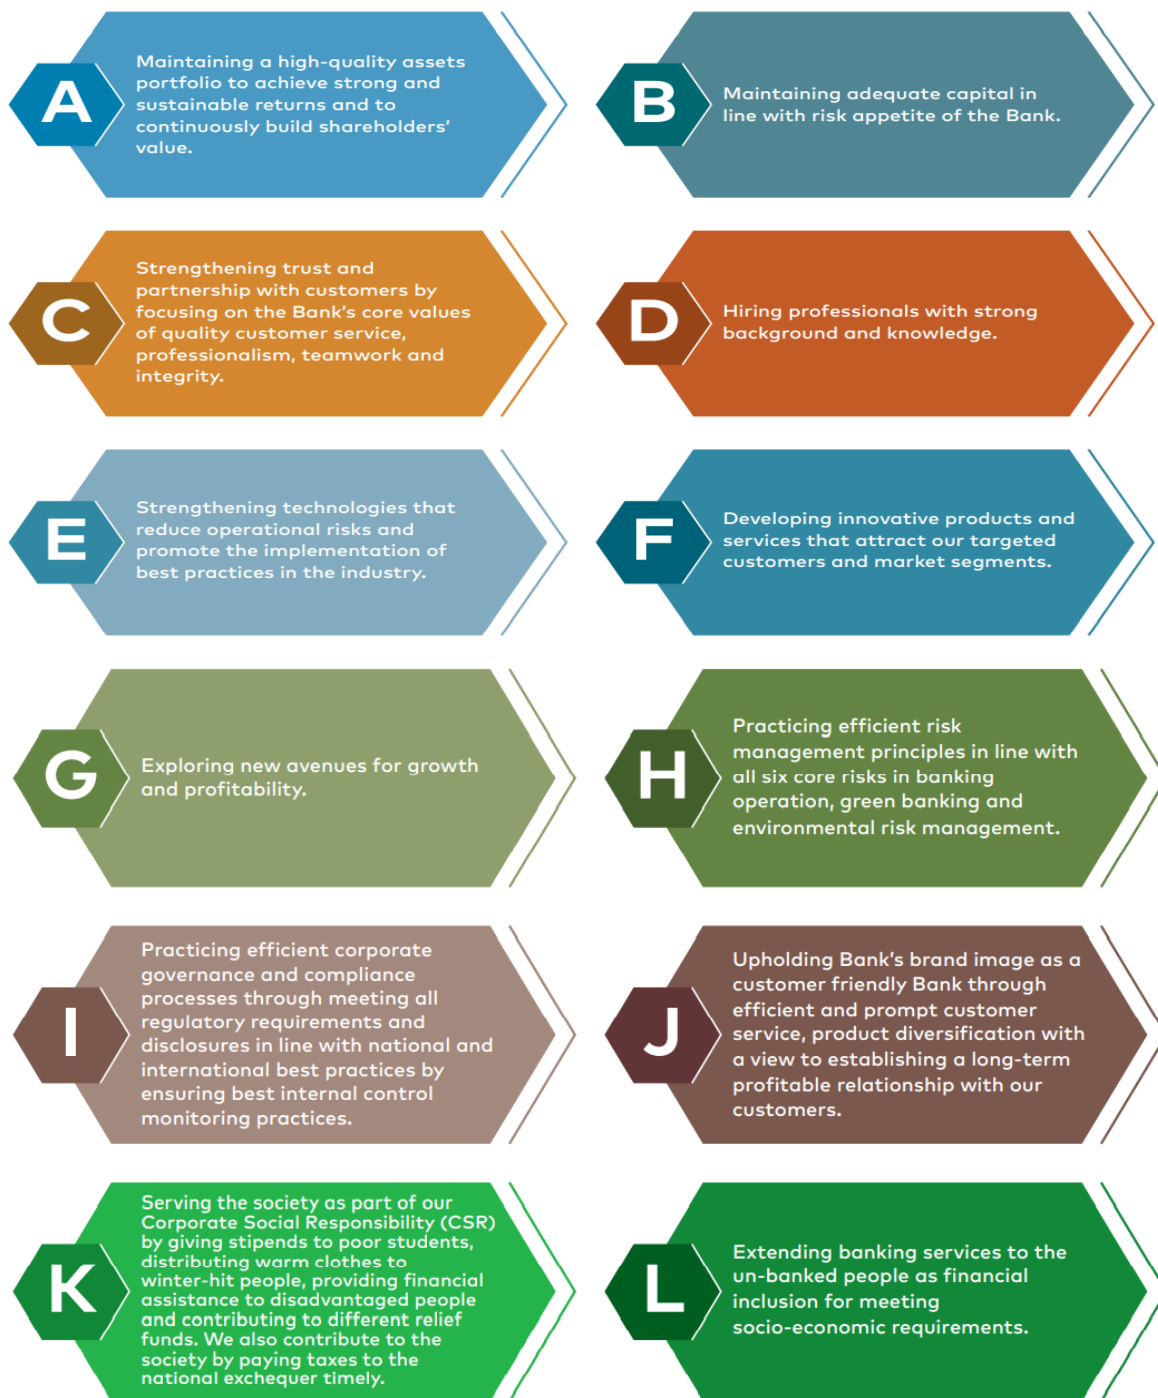 A
Maintaining a high-quality assets
portfolio to achieve strong and
sustainable returns and to
continuously build shareholders’
value.
B
Maintaining adequate capital in
line with risk appetite of the Bank.
C
Strengthening trust and
partnership with customers by
focusing on the Bank’s core values
of quality customer service,
professionalism, teamwork and
integrity.
D
Hiring professionals with strong
background and knowledge.
E
Strengthening technologies that
reduce operational risks and
promote the implementation of
best practices in the industry.
F
Developing innovative products and
services that attract our targeted
customers and market segments.
G
Exploring new avenues for growth
and profitability.
H
Practicing efficient risk
management principles in line with
all six core risks in banking
operation, green banking and
environmental risk management.
I
Practicing efficient corporate
governance and compliance
processes through meeting all
regulatory requirements and
disclosures in line with national and
international best practices by
ensuring best internal control
monitoring practices.
J
Upholding Bank’s brand image as a
customer friendly Bank through
efficient and prompt customer
service, product diversification with
a view to establishing a long-term
profitable relationship with our
customers.
K
Serving the society as part of our
Corporate Social Responsibility (CSR)
by giving stipends to poor students,
distributing warm clothes to
winter-hit people, providing financial
assistance to disadvantaged people
and contributing to different relief
funds. We also contribute to the
society by paying taxes to the
national exchequer timely.
L
Extending banking services to the
un-banked people as financial
inclusion for meeting
socio-economic requirements.